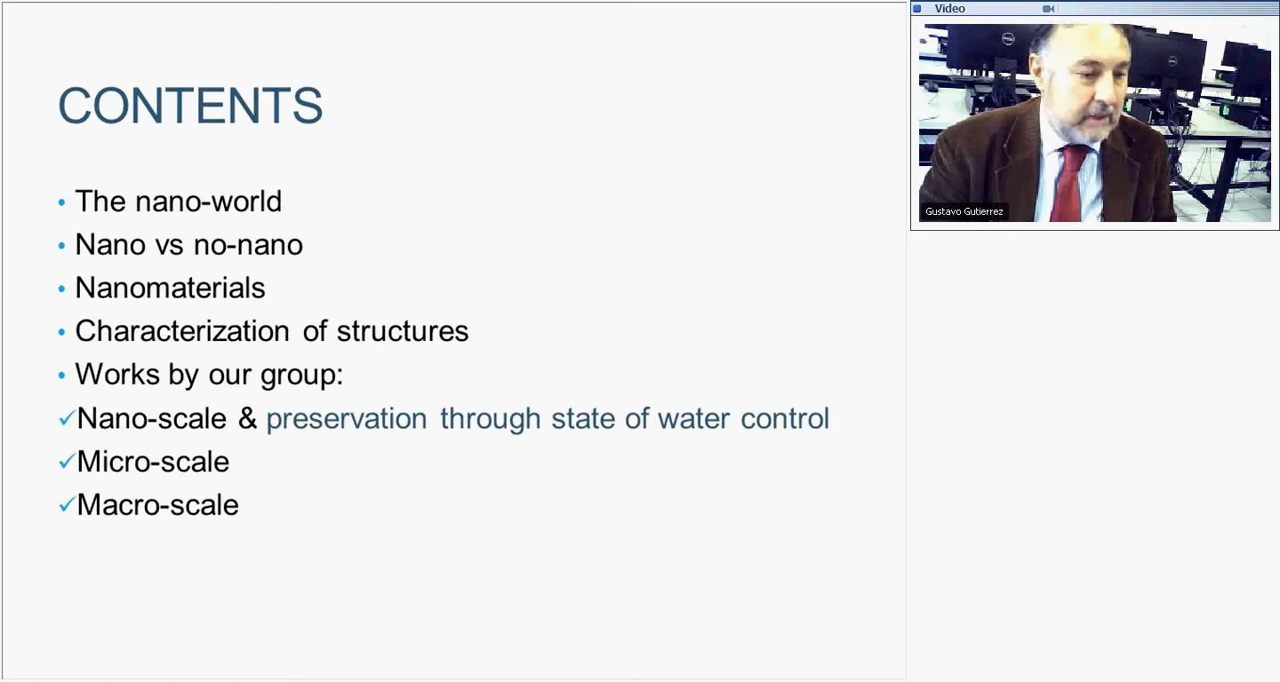 CONTENTS
• The nano-world
• Nano vs no-nano
• Nanomaterials
• Characterization of structures
• Works by our group:
✓Nano-scale & preservation through state of water control
✓Micro-scale
✓Macro-scale
Video
Gustavo Gutierrez